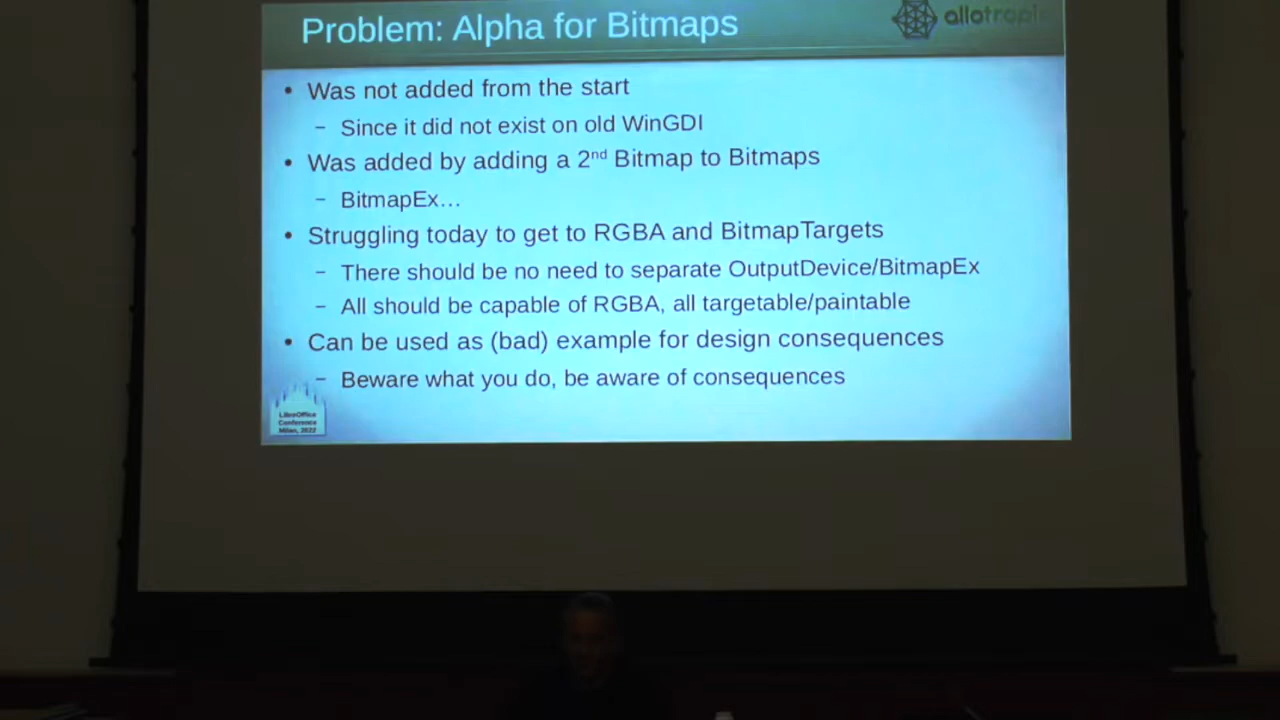 Problem: Alpha for Bitmaps
allotropia
• Was not added from the start
– Since it did not exist on old WinGDI
• Was added by adding a 2nd Bitmap to Bitmaps
– BitmapEx…
• Struggling today to get to RGBA and BitmapTargets
– There should be no need to separate OutputDevice/BitmapEx
– All should be capable of RGBA, all targetable/paintable
• Can be used as (bad) example for design consequences
– Beware what you do, be aware of consequences
LibreOffice
Conference
Milan, 2022